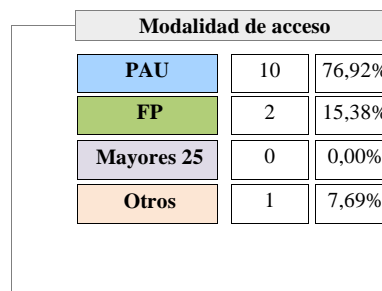 Modalidad de acceso
PAU 10 76,92%
FP 2 15,38%
Mayores 25 0 0,00%
Otros 1 7,69%